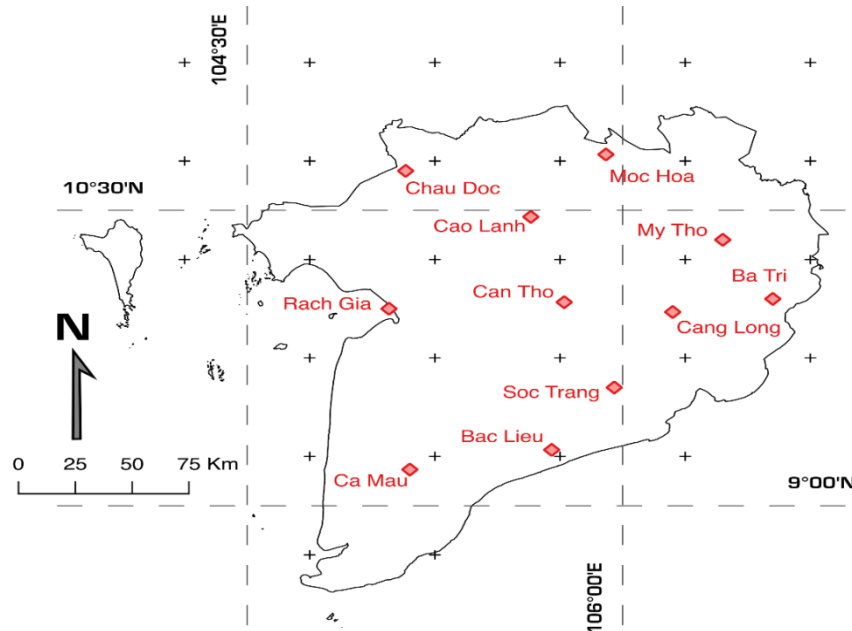 104°30'E
Moc Hoa
Chau Doc
10°30'N
Cao Lanh
My Tho
Ba Tri
Can Tho
Rach Gia
Cang Long
N
Soc Trang
Bac Lieu
0 25 50 75 Km
Ca Mau
9°00'N
106°00'E